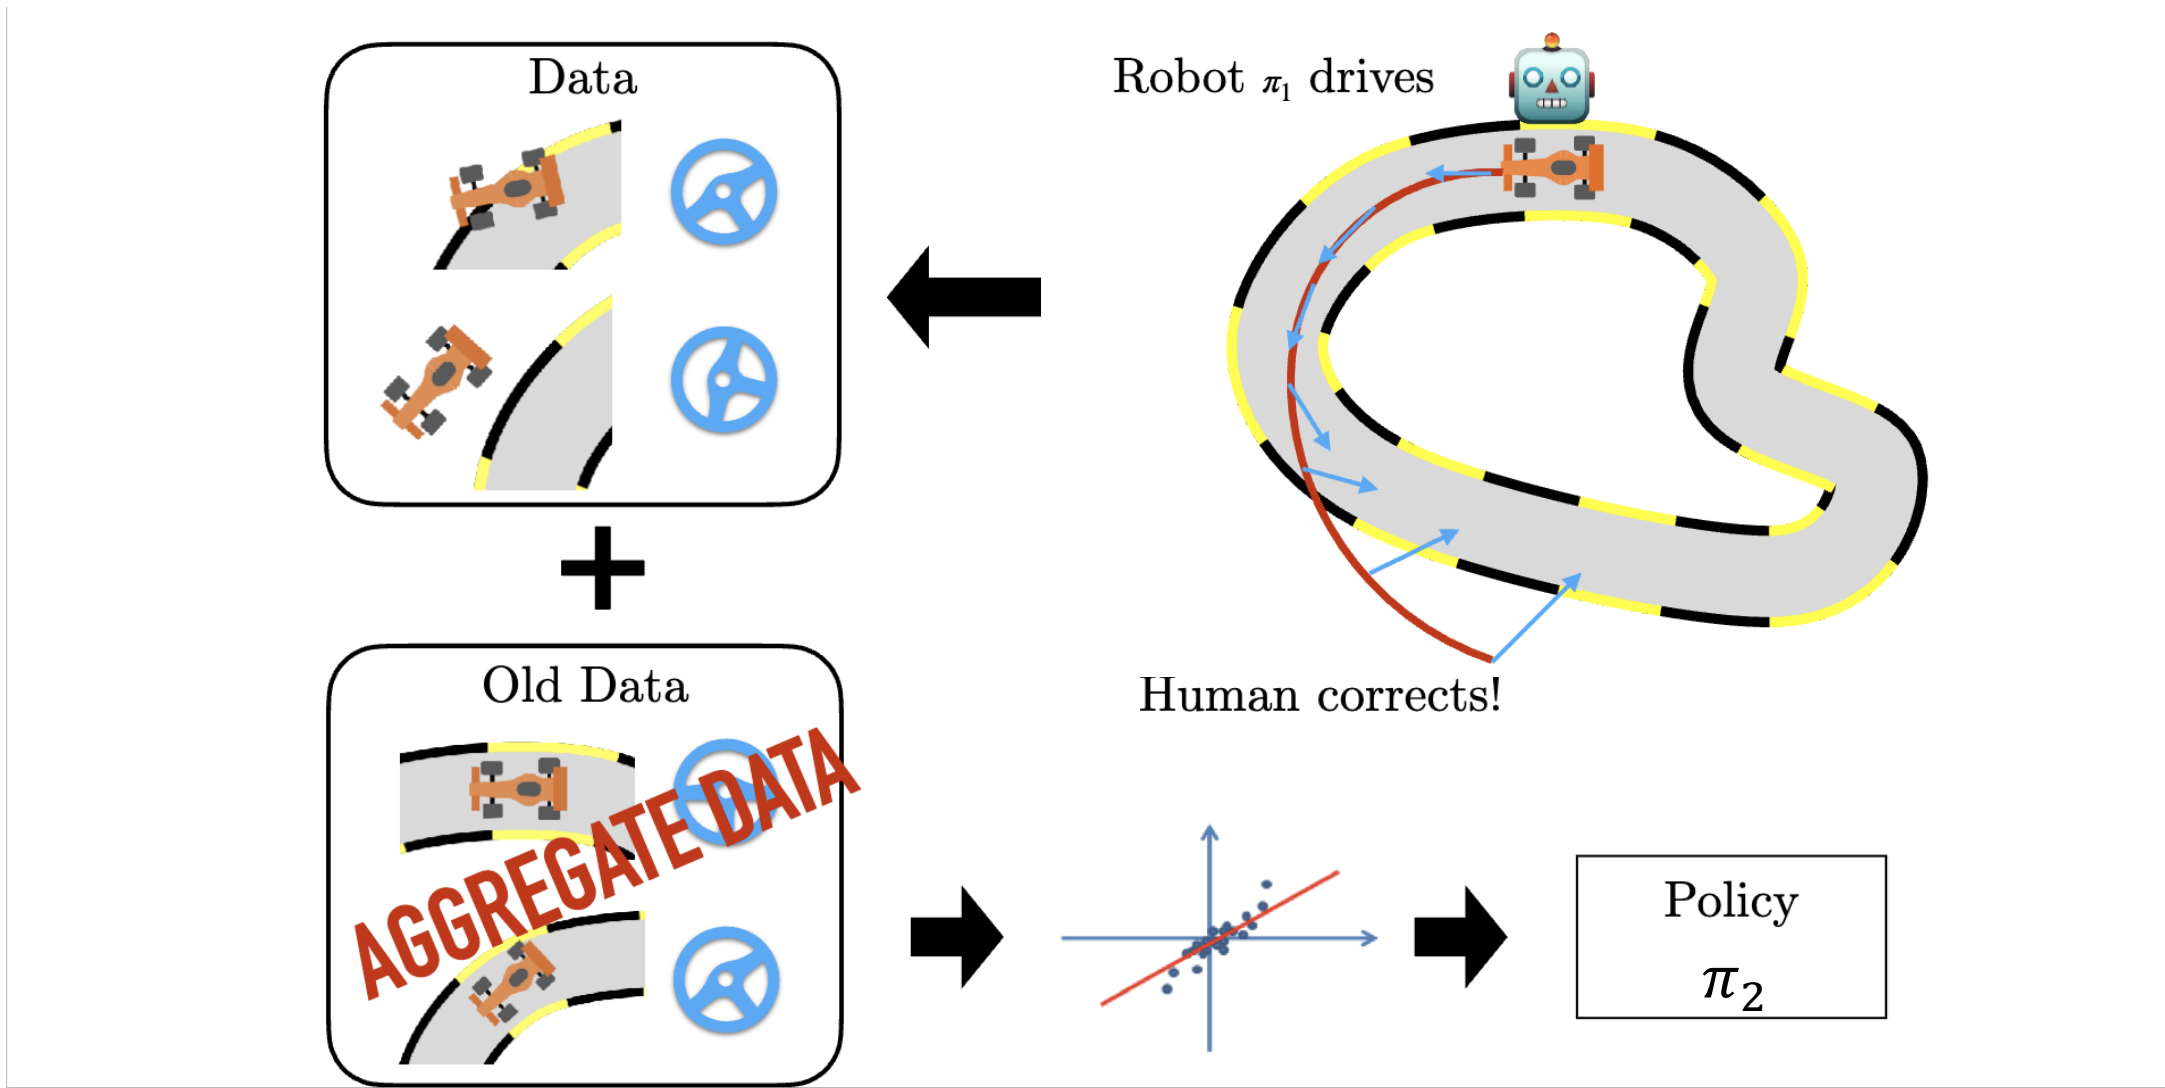 Data
Robot π₁ drives
Old Data
AGGREGATE DATA
Human corrects!
Policy
π₂